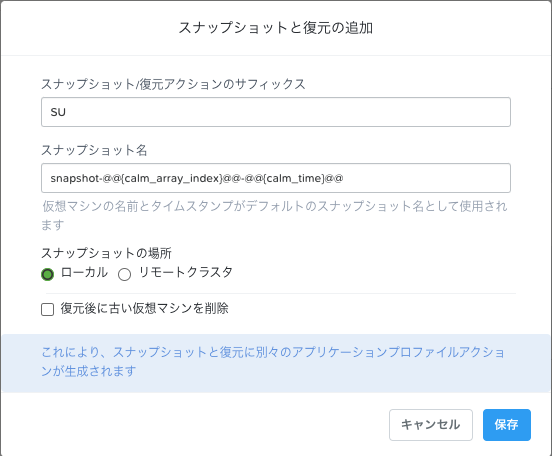 スナップショットと復元の追加
スナップショット/復元アクションのサフィックス
SU
スナップショット名
snapshot-@@{calm_array_index}@@-@@{calm_time}@@
仮想マシンの名前とタイムスタンプがデフォルトのスナップショット名として使用され
ます
スナップショットの場所
ローカル リモートクラスタ
復元後に古い仮想マシンを削除
これにより、スナップショットと復元に別々のアプリケーションプロファイルアクショ
ンが生成されます
キャンセル 保存